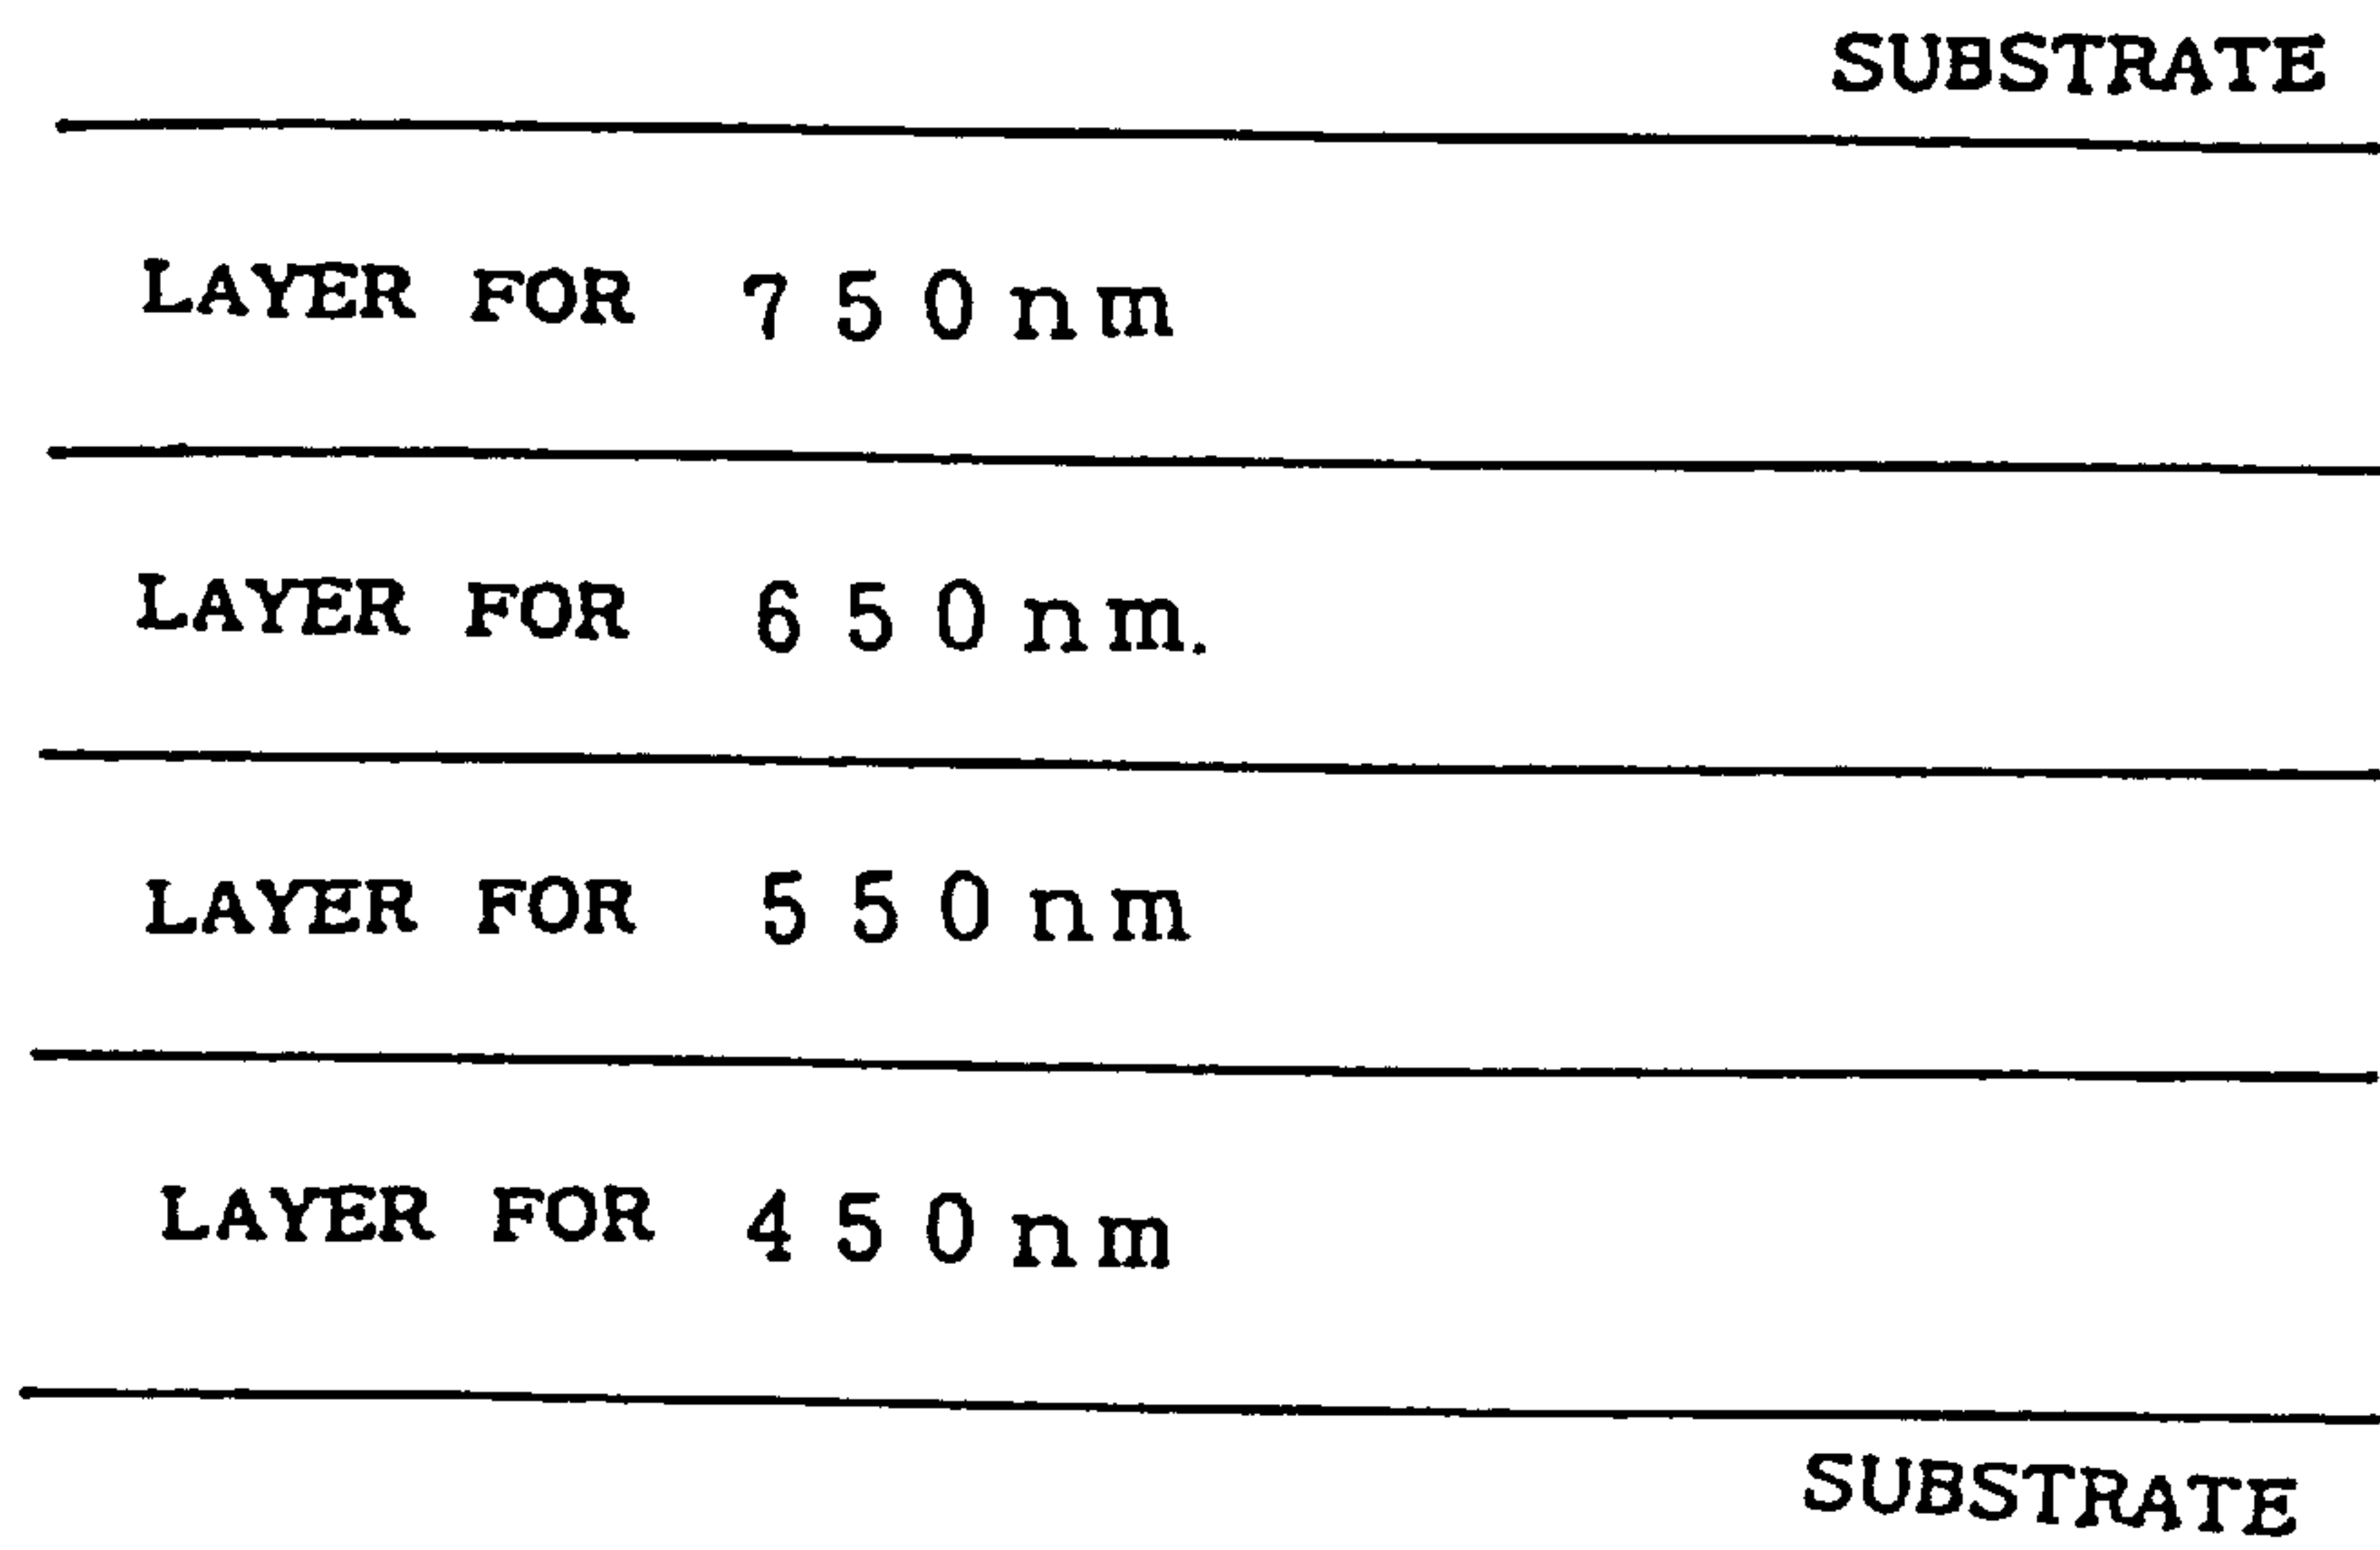 SUBSTRATE
LAYER FOR 750nm
LAYER FOR 650nm.
LAYER FOR 550nm
LAYER FOR 450nm
SUBSTRATE